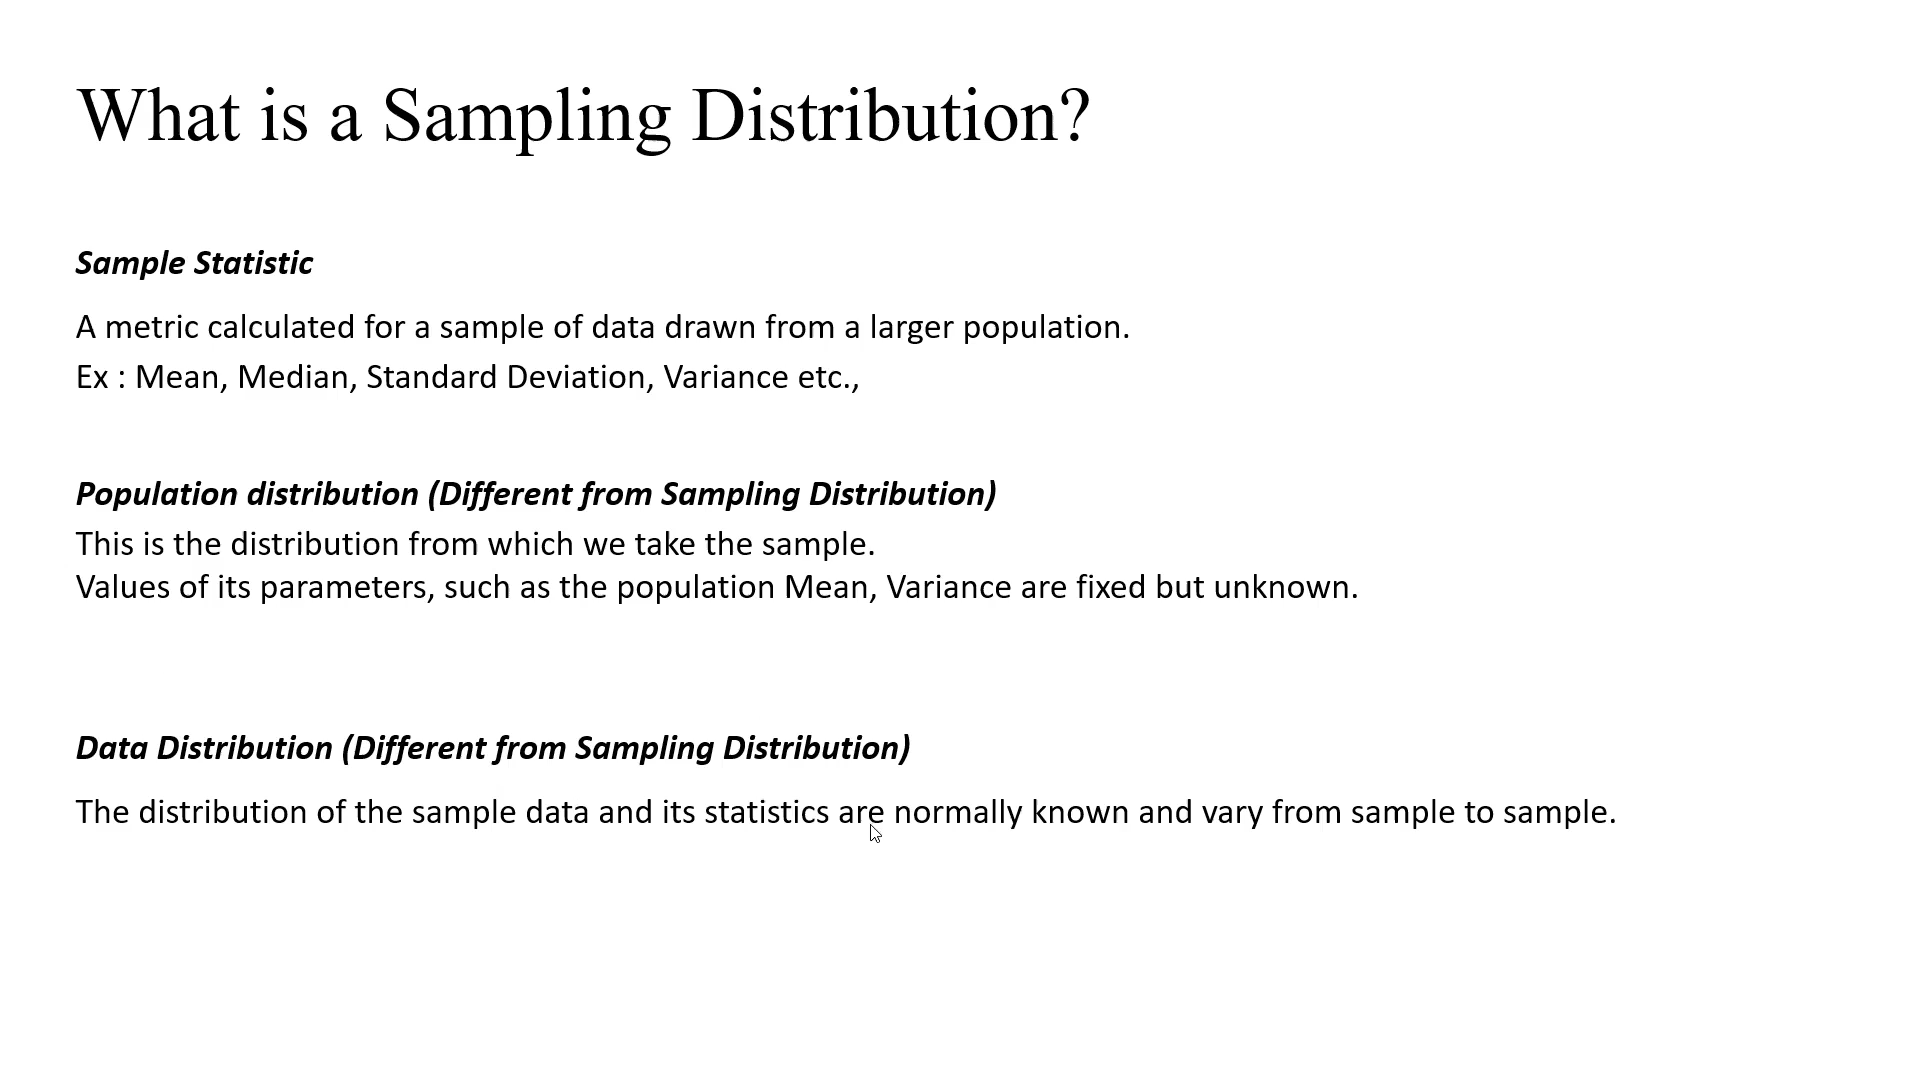 What is a Sampling Distribution?
Sample Statistic
A metric calculated for a sample of data drawn from a larger population.
Ex : Mean, Median, Standard Deviation, Variance etc.,
Population distribution (Different from Sampling Distribution)
This is the distribution from which we take the sample.
Values of its parameters, such as the population Mean, Variance are fixed but unknown.
Data Distribution (Different from Sampling Distribution)
The distribution of the sample data and its statistics are normally known and vary from sample to sample.